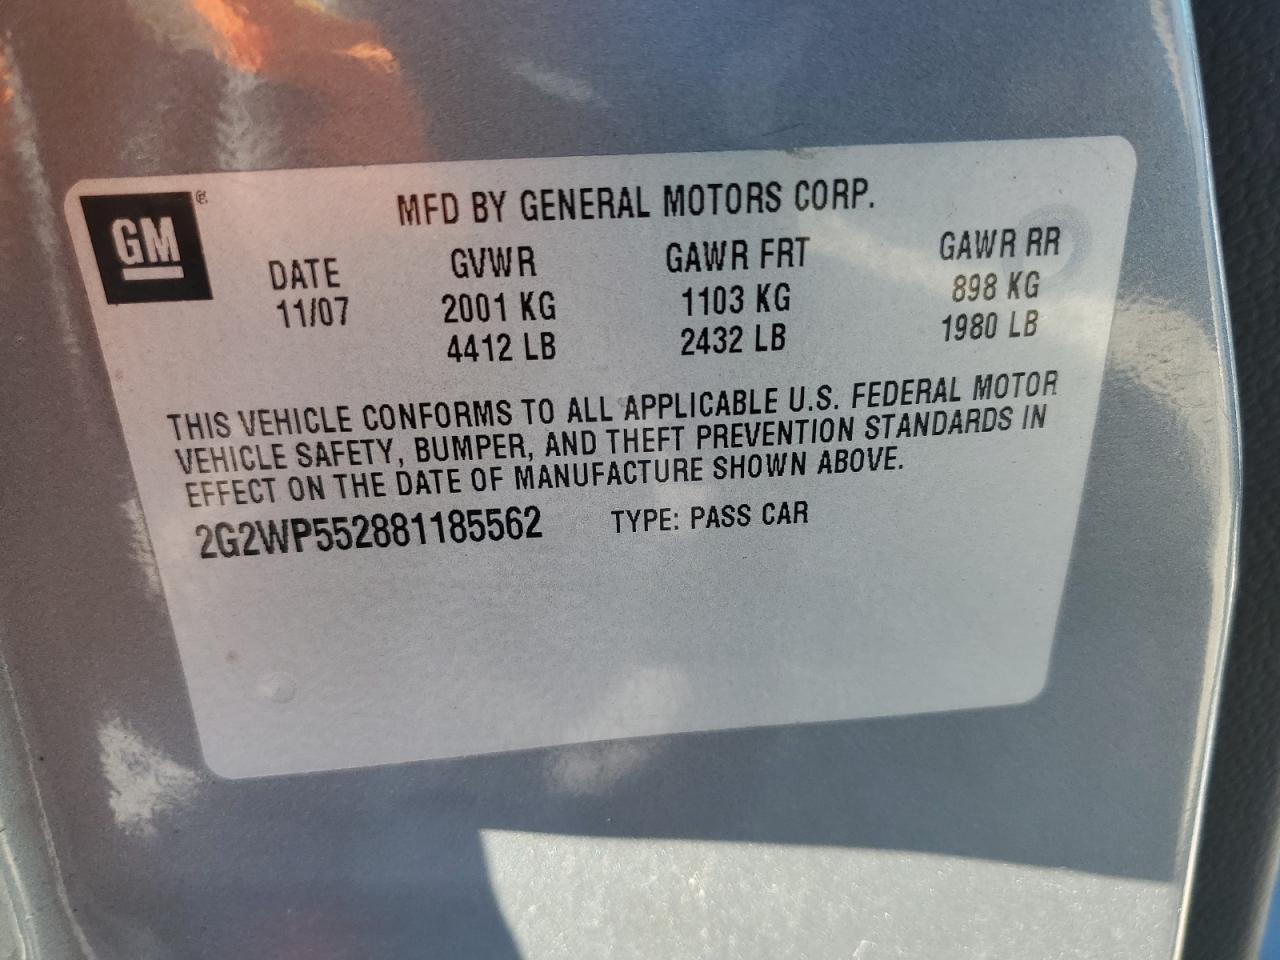 GM
MFD BY GENERAL MOTORS CORP.
DATE GVWR GAWR FRT GAWR RR
11/07 2001 KG 1103 KG 898 KG
4412 LB 2432 LB 1980 LB
THIS VEHICLE CONFORMS TO ALL APPLICABLE U.S. FEDERAL MOTOR
VEHICLE SAFETY, BUMPER, AND THEFT PREVENTION STANDARDS IN
EFFECT ON THE DATE OF MANUFACTURE SHOWN ABOVE.
2G2WP552881185562 TYPE: PASS CAR